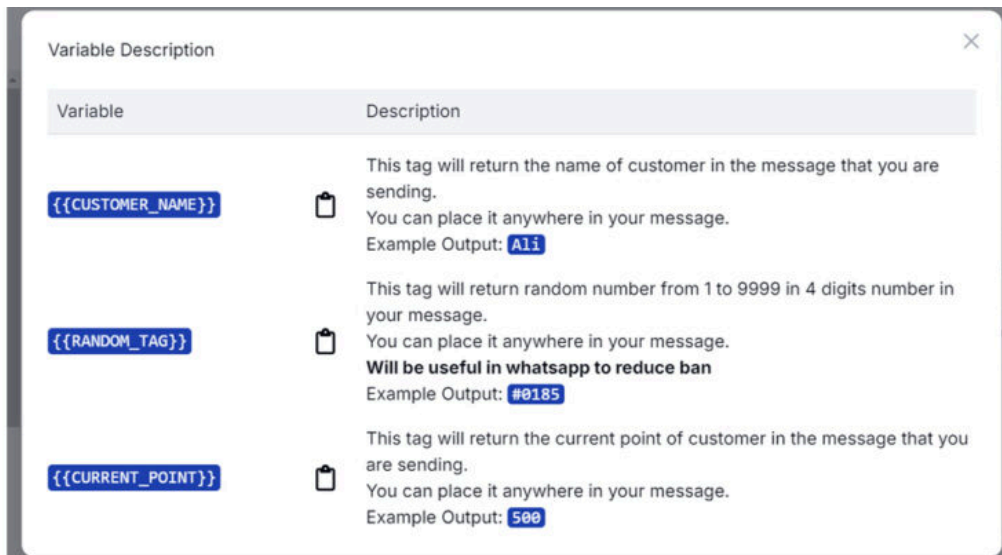 Variable Description
Variable
Description
{{CUSTOMER_NAME}}
This tag will return the name of customer in the message that you are
sending.
You can place it anywhere in your message.
Example Output: Ali
{{RANDOM_TAG}}
This tag will return random number from 1 to 9999 in 4 digits number in
your message.
You can place it anywhere in your message.
Will be useful in whatsapp to reduce ban
Example Output: #0185
{{CURRENT_POINT}}
This tag will return the current point of customer in the message that you
are sending.
You can place it anywhere in your message.
Example Output: 500